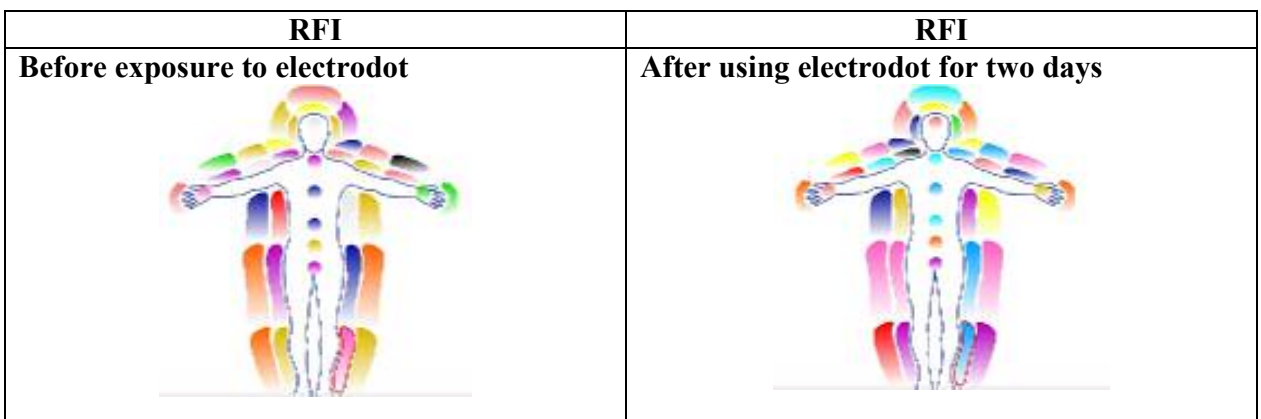 RFI
RFI
Before exposure to electrodot
After using electrodot for two days